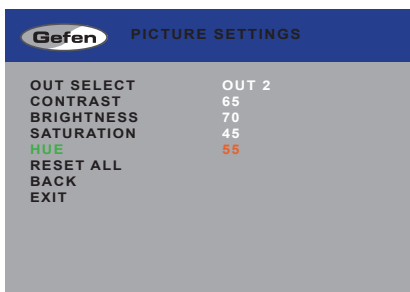 Gefen PICTURE SETTINGS
OUT SELECT OUT 2
CONTRAST 65
BRIGHTNESS 70
SATURATION 45
HUE 55
RESET ALL
BACK
EXIT